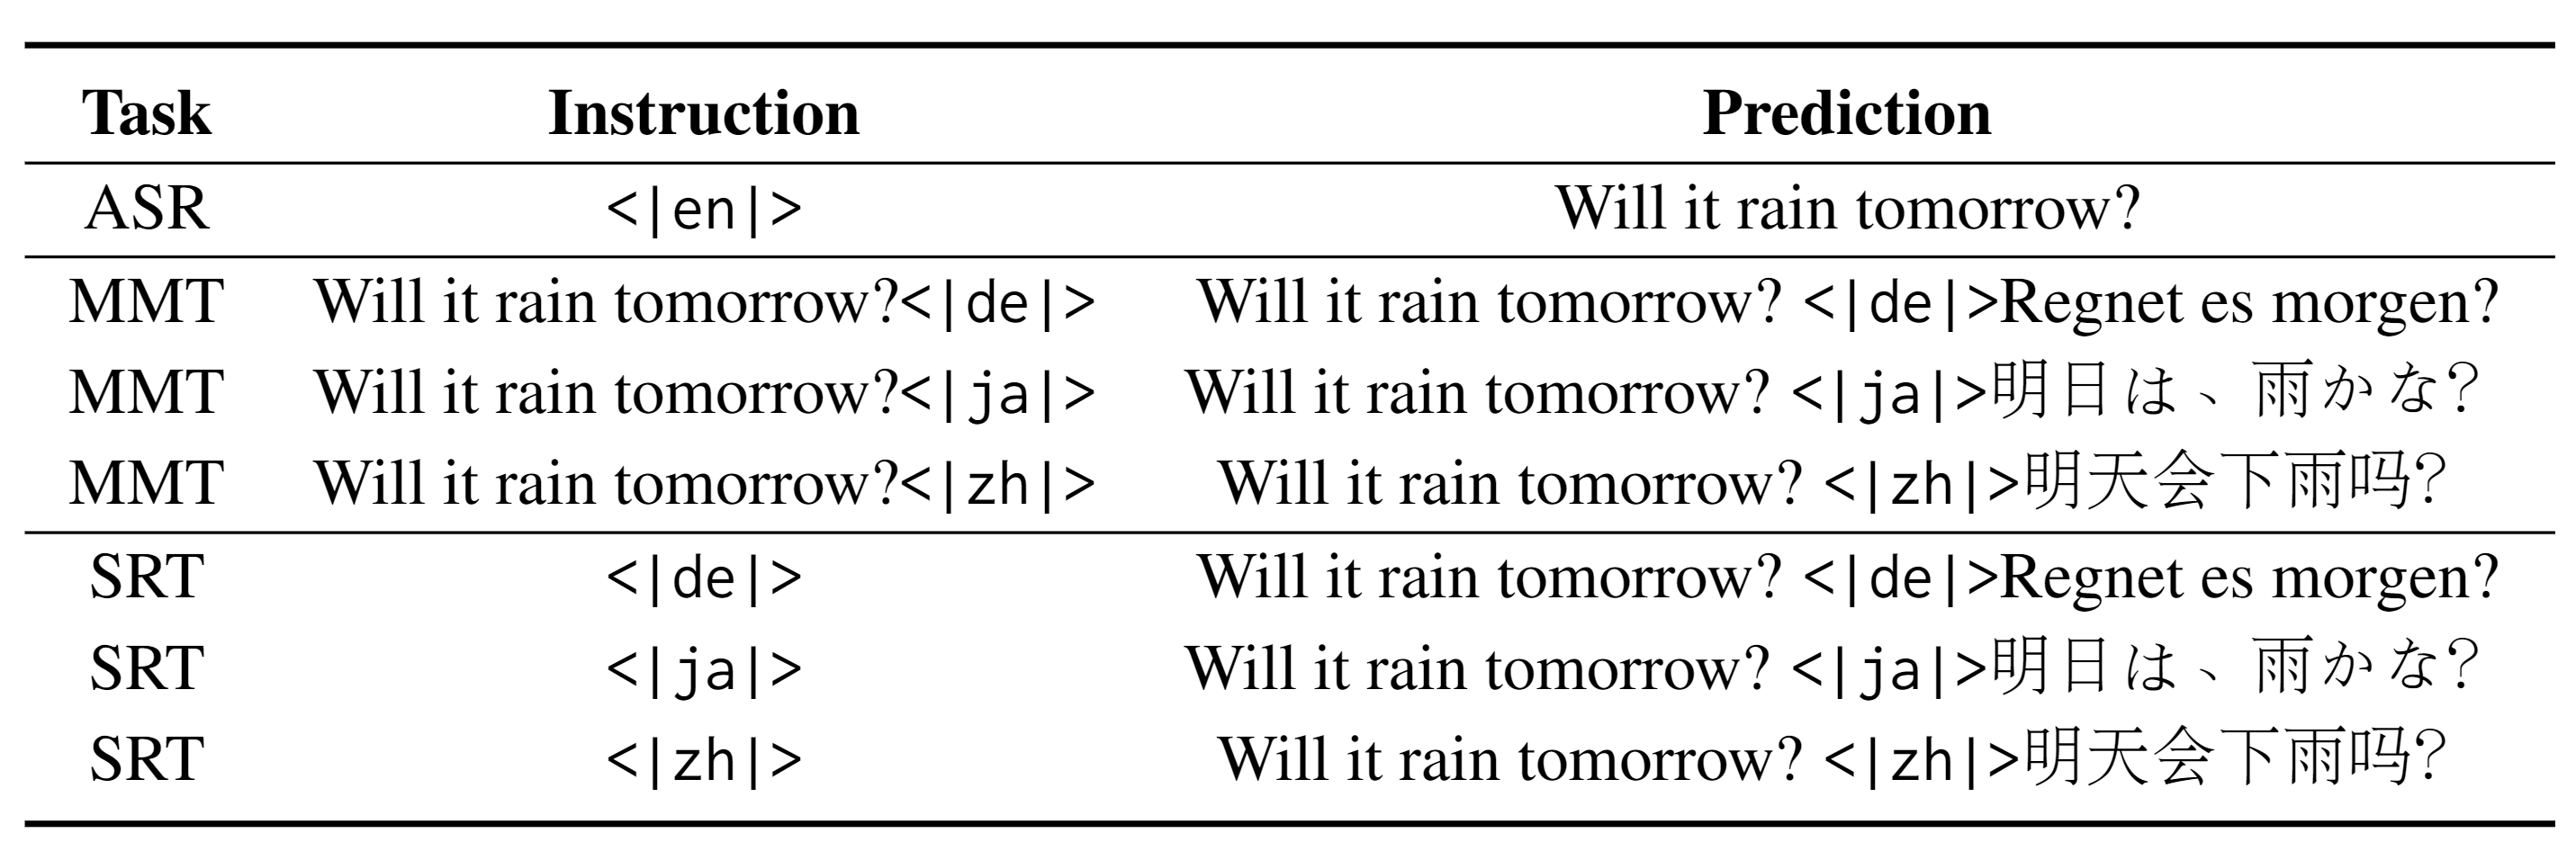 Task Instruction Prediction
ASR <|en|> Will it rain tomorrow?
MMT Will it rain tomorrow?<|de|> Will it rain tomorrow? <|de|>Regnet es morgen?
MMT Will it rain tomorrow?<|ja|> Will it rain tomorrow? <|ja|>明日は、雨かな?
MMT Will it rain tomorrow?<|zh|> Will it rain tomorrow? <|zh|>明天会下雨吗?
SRT <|de|> Will it rain tomorrow? <|de|>Regnet es morgen?
SRT <|ja|> Will it rain tomorrow? <|ja|>明日は、雨かな?
SRT <|zh|> Will it rain tomorrow? <|zh|>明天会下雨吗?